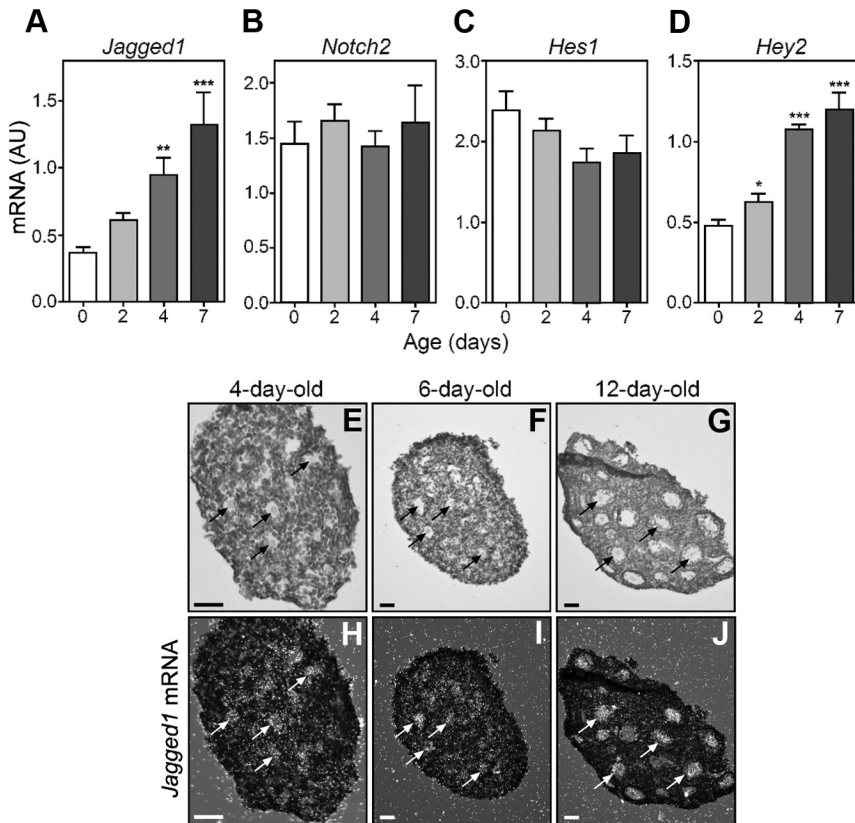 A B C D
Jagged1 Notch2 Hes1 Hey2
mRNA (AU)
1.5
1.0
0.5
0.0
**
***
0 2 4 7
2.0
1.5
1.0
0.5
0.0
0 2 4 7
3.0
2.0
1.0
0.0
0 2 4 7
1.5
1.0
0.5
0.0
*
***
***
0 2 4 7
Age (days)
4-day-old 6-day-old 12-day-old
E F G
Jagged1 mRNA
H I J